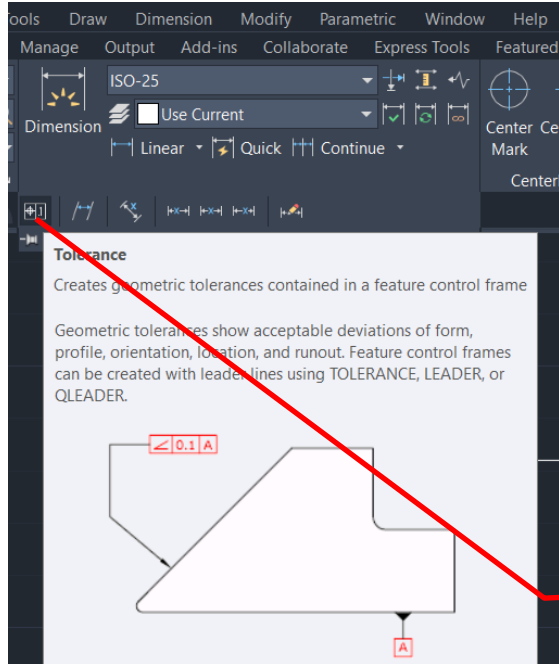 Tools Draw Dimension Modify Parametric Window Help
Manage Output Add-ins Collaborate Express Tools Featured
ISO-25
Use Current
Dimension
Linear Quick Continue
Center
Mark
Tolerance
Creates geometric tolerances contained in a feature control frame
Geometric tolerances show acceptable deviations of form,
profile, orientation, location, and runout. Feature control frames
can be created with leader lines using TOLERANCE, LEADER, or
QLEADER.
0.1 A
A